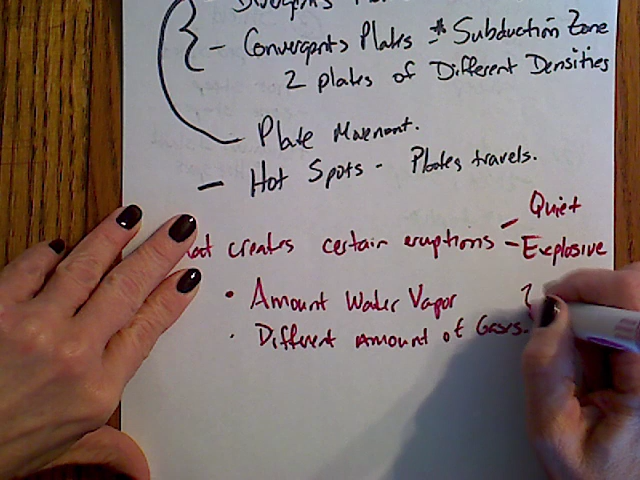 - Convergants Plates - * Subduction Zone
2 plates of Different Densities
Plate Movement.
- Hot Spots - Plates travels.
- Quiet
creates certain eruptions - Explosive
• Amount Water Vapor
• Different Amount of Gases.